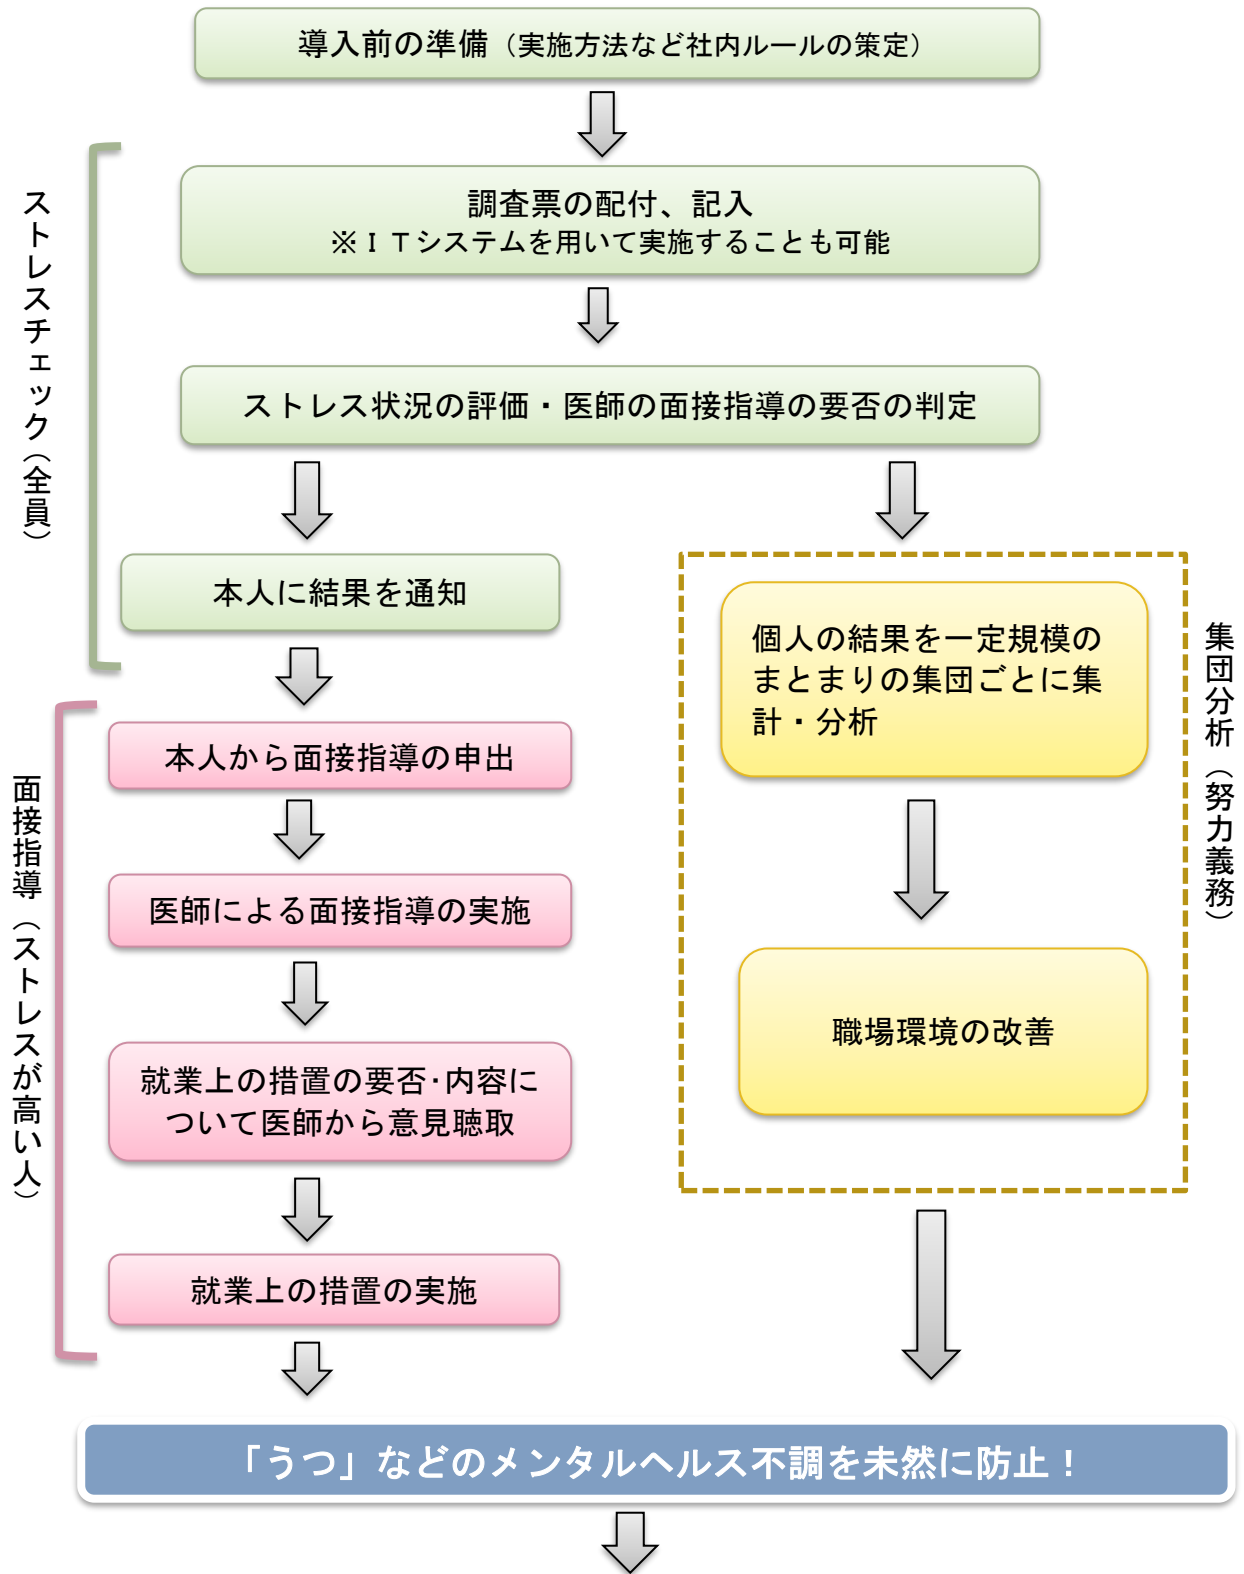 導入前の準備（実施方法など社内ルールの策定）
ストレスチェック（全員）
調査票の配付、記入
※ＩＴシステムを用いて実施することも可能
ストレス状況の評価・医師の面接指導の要否の判定
本人に結果を通知
面接指導（ストレスが高い人）
本人から面接指導の申出
医師による面接指導の実施
就業上の措置の要否･内容に
ついて医師から意見聴取
就業上の措置の実施
集団分析（努力義務）
個人の結果を一定規模の
まとまりの集団ごとに集
計・分析
職場環境の改善
「うつ」などのメンタルヘルス不調を未然に防止！